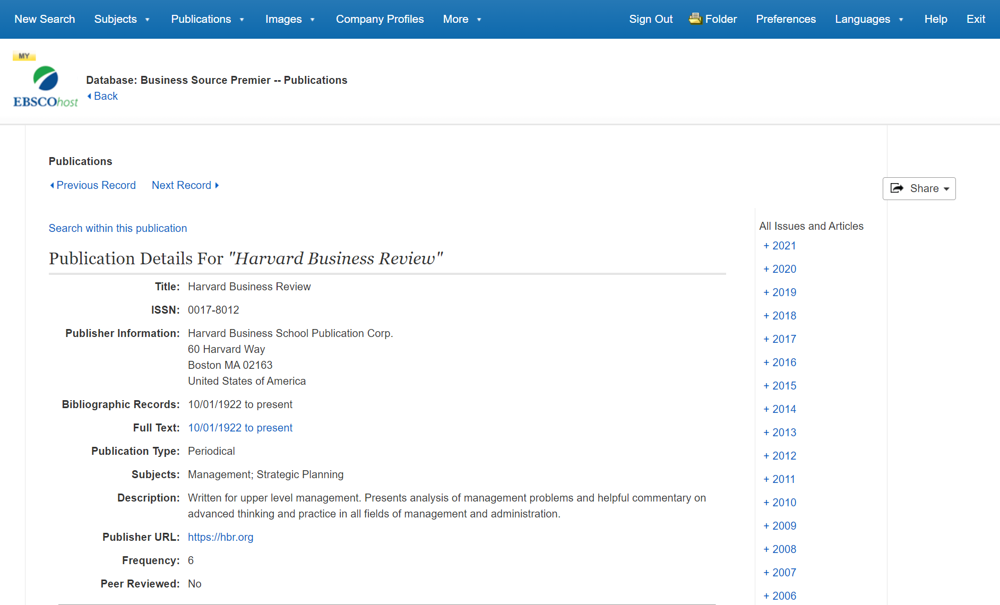 New Search Subjects Publications Images Company Profiles More Sign Out Folder Preferences Languages Help Exit
MY
EBSCOhost
Database: Business Source Premier -- Publications
Back
Publications
Previous Record Next Record
Share
Search within this publication
Publication Details For "Harvard Business Review"
Title: Harvard Business Review
ISSN: 0017-8012
Publisher Information: Harvard Business School Publication Corp.
60 Harvard Way
Boston MA 02163
United States of America
Bibliographic Records: 10/01/1922 to present
Full Text: 10/01/1922 to present
Publication Type: Periodical
Subjects: Management; Strategic Planning
Description: Written for upper level management. Presents analysis of management problems and helpful commentary on
advanced thinking and practice in all fields of management and administration.
Publisher URL: https://hbr.org
Frequency: 6
Peer Reviewed: No
All Issues and Articles
+ 2021
+ 2020
+ 2019
+ 2018
+ 2017
+ 2016
+ 2015
+ 2014
+ 2013
+ 2012
+ 2011
+ 2010
+ 2009
+ 2008
+ 2007
+ 2006